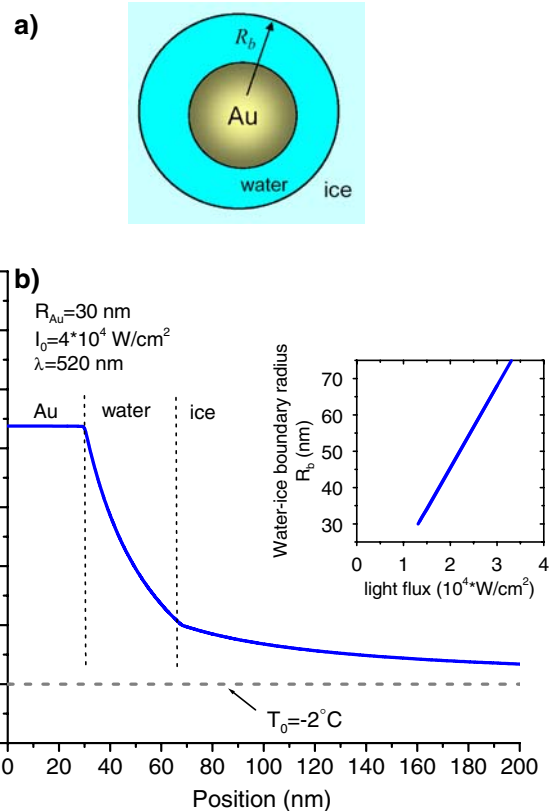 a)
R_b
Au
water
ice
b)
R_Au=30 nm
I_0=4*10^4 W/cm^2
λ=520 nm
Au water ice
Water-ice boundary radius
R_b (nm)
70
60
50
40
30
0 1 2 3 4
light flux (10^4*W/cm^2)
T_0=-2°C
0 20 40 60 80 100 120 140 160 180 200
Position (nm)